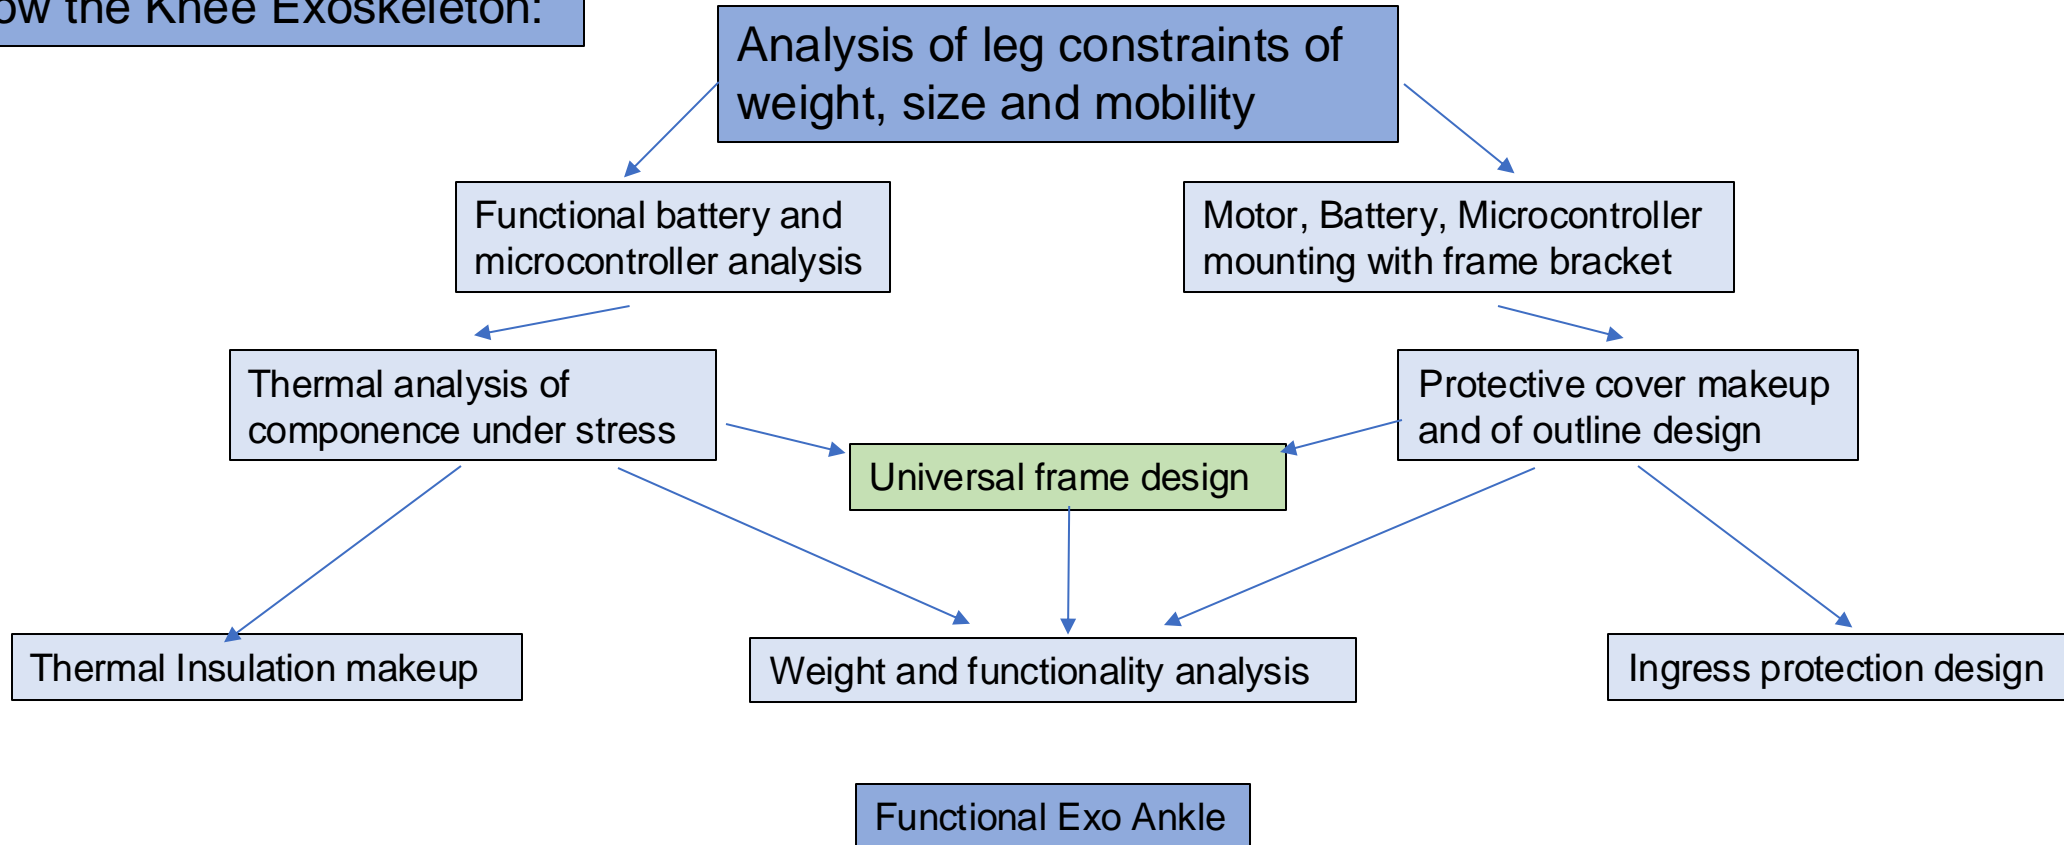 ow the Knee Exoskeleton:
Analysis of leg constraints of
weight, size and mobility
Functional battery and
microcontroller analysis
Motor, Battery, Microcontroller
mounting with frame bracket
Thermal analysis of
componence under stress
Protective cover makeup
and of outline design
Universal frame design
Thermal Insulation makeup
Weight and functionality analysis
Ingress protection design
Functional Exo Ankle